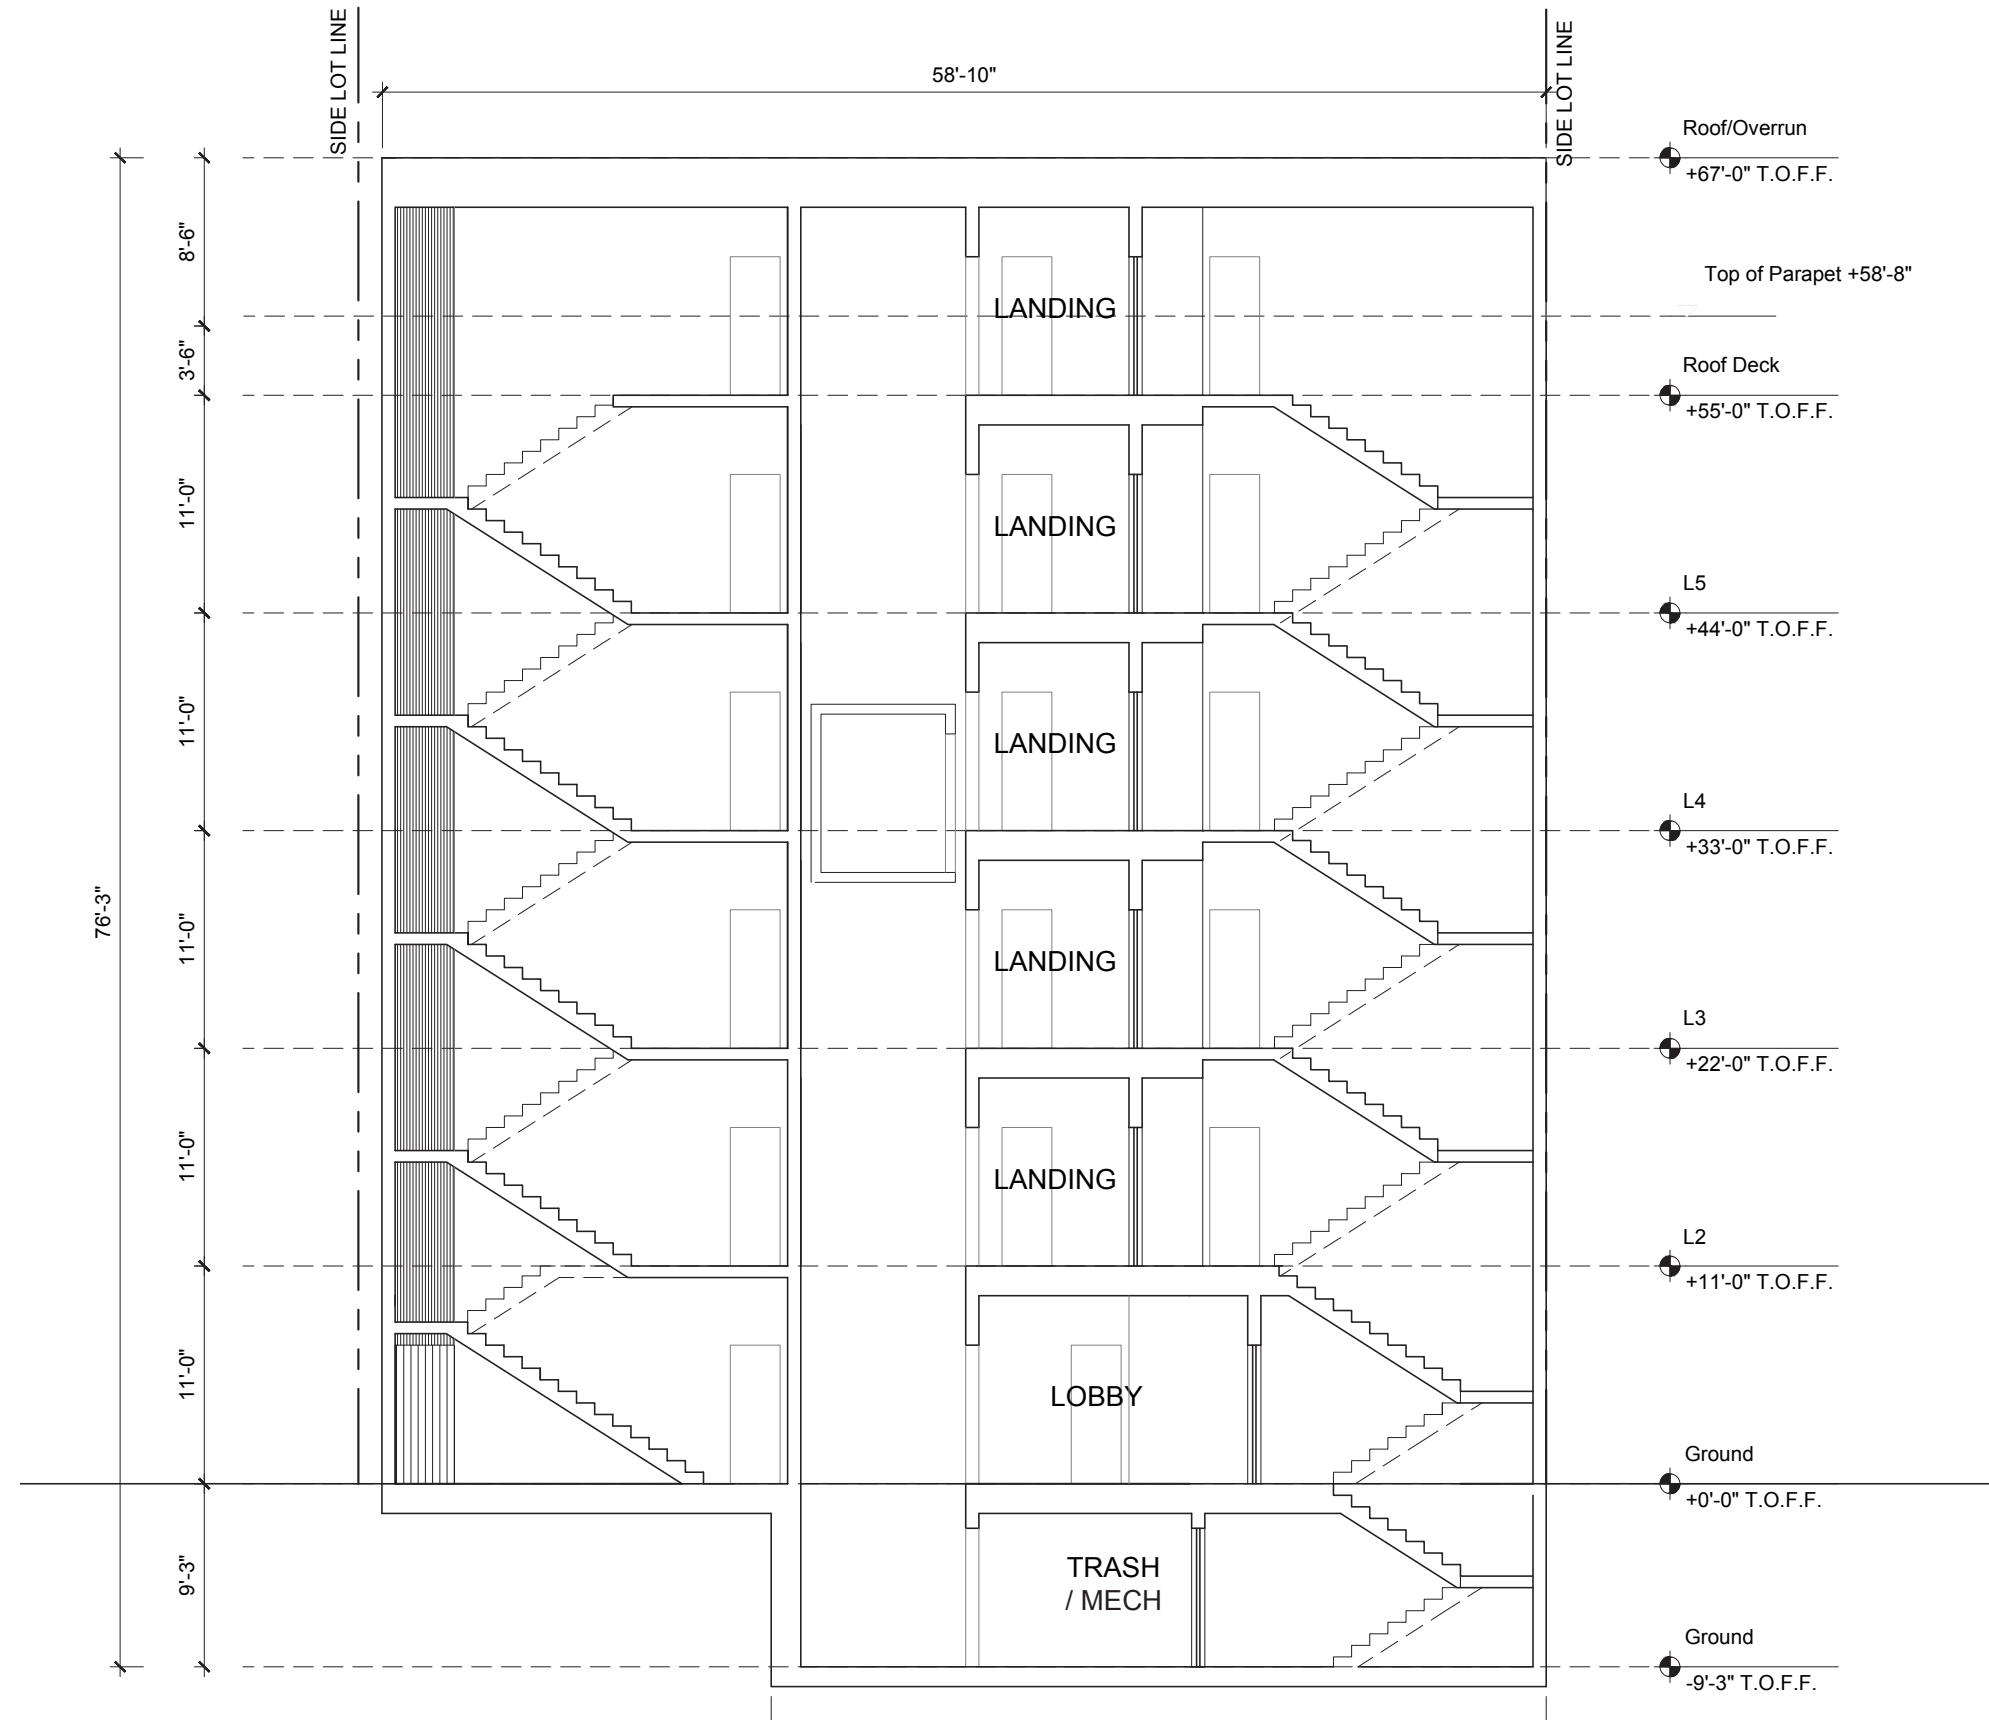 SIDE LOT LINE
SIDE LOT LINE
58'-10"
Roof/Overrun
+67'-0" T.O.F.F.
8'-6"
Top of Parapet +58'-8"
LANDING
3'-6"
Roof Deck
+55'-0" T.O.F.F.
11'-0"
LANDING
L5
+44'-0" T.O.F.F.
11'-0"
LANDING
L4
+33'-0" T.O.F.F.
76'-3"
11'-0"
LANDING
L3
+22'-0" T.O.F.F.
11'-0"
LANDING
L2
+11'-0" T.O.F.F.
11'-0"
LOBBY
Ground
+0'-0" T.O.F.F.
9'-3"
TRASH
/ MECH
Ground
-9'-3" T.O.F.F.